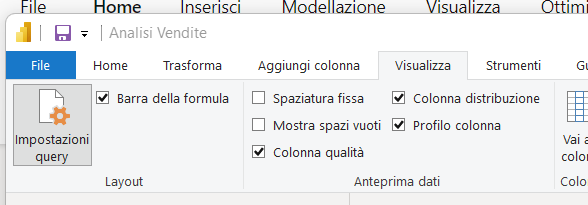 File Home Inserisci Modellazione Visualizza Ottimi
Analisi Vendite
File Home Trasforma Aggiungi colonna Visualizza Strumenti Gu
Impostazioni query
Barra della formula
Layout
Spaziatura fissa
Mostra spazi vuoti
Colonna qualità
Colonna distribuzione
Profilo colonna
Anteprima dati
Vai a
colon
Colo